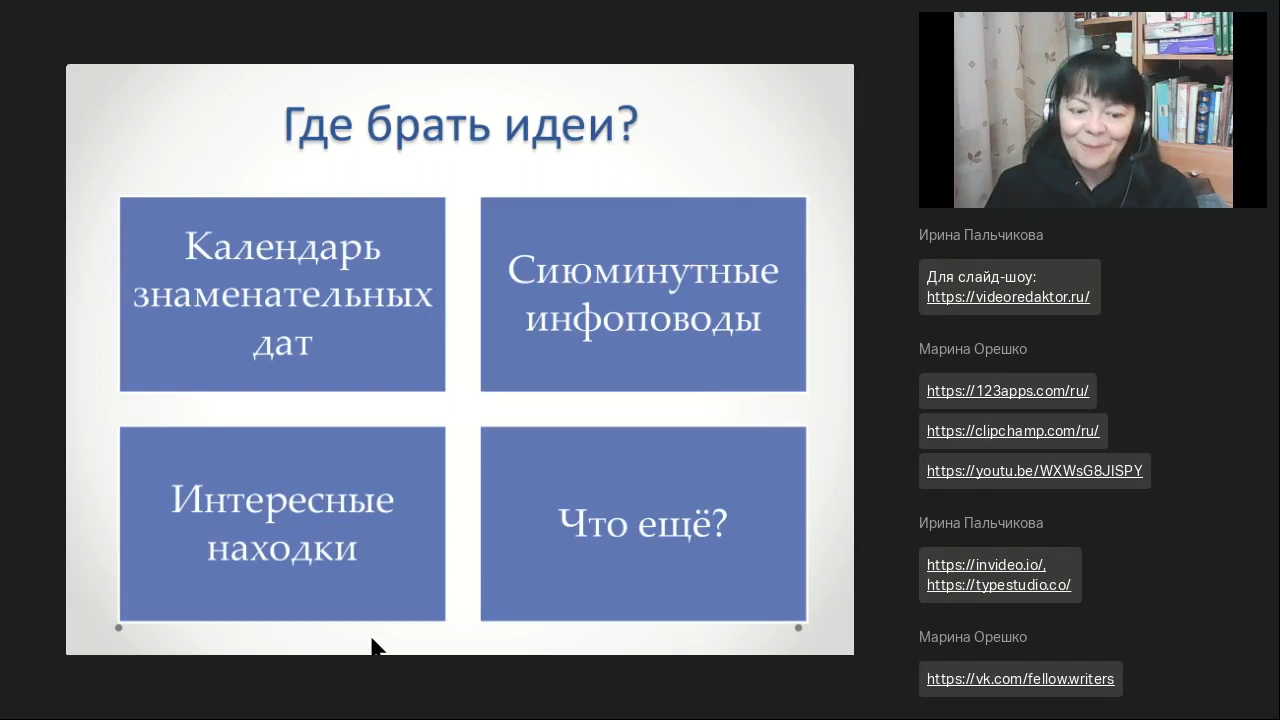 Где брать идеи?
Календарь
знаменательных
дат
Сиюминутные
инфоповоды
Интересные
находки
Что ещё?
Ирина Пальчикова
Для слайд-шоу:
https://videoredaktor.ru/
Марина Орешко
https://123apps.com/ru/
https://clipchamp.com/ru/
https://youtu.be/WXWsG8JISPY
Ирина Пальчикова
https://invideo.io/,
https://typestudio.co/
Марина Орешко
https://vk.com/fellow.writers